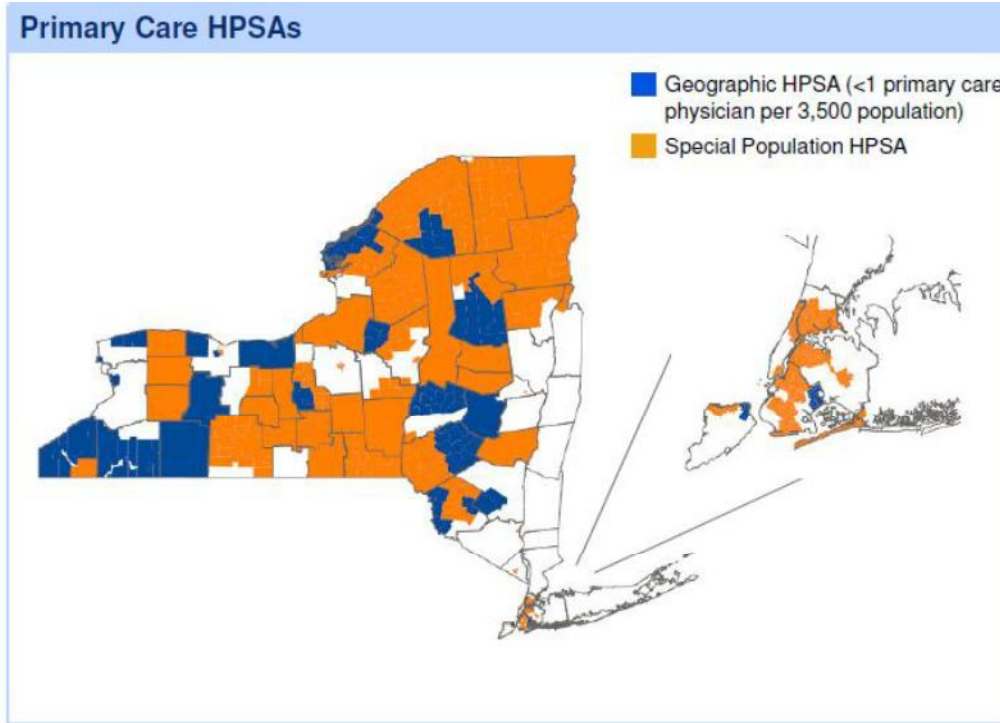 Primary Care HPSAs
Geographic HPSA (<1 primary care
physician per 3,500 population)
Special Population HPSA